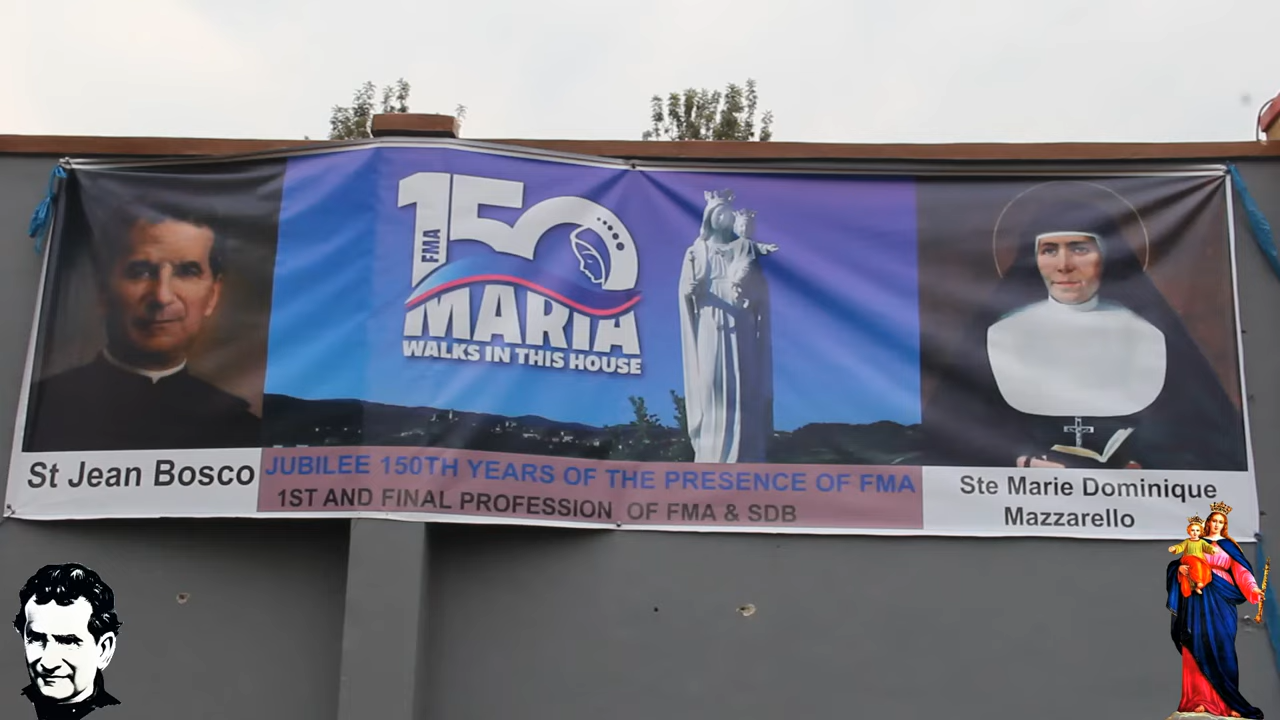 150
FMA
MARIA
WALKS IN THIS HOUSE
St Jean Bosco
JUBILEE 150TH YEARS OF THE PRESENCE OF FMA
1ST AND FINAL PROFESSION OF FMA & SDB
Ste Marie Dominique
Mazzarello